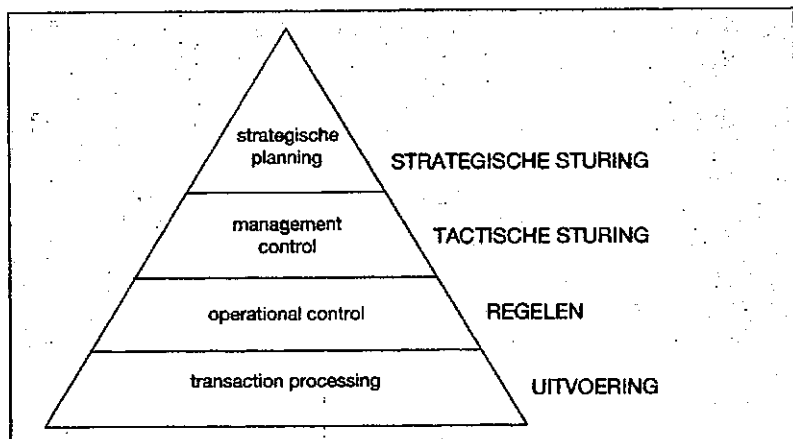 strategische
planning
STRATEGISCHE STURING
management
control
TACTISCHE STURING
operational control
REGELEN
transaction processing
UITVOERING